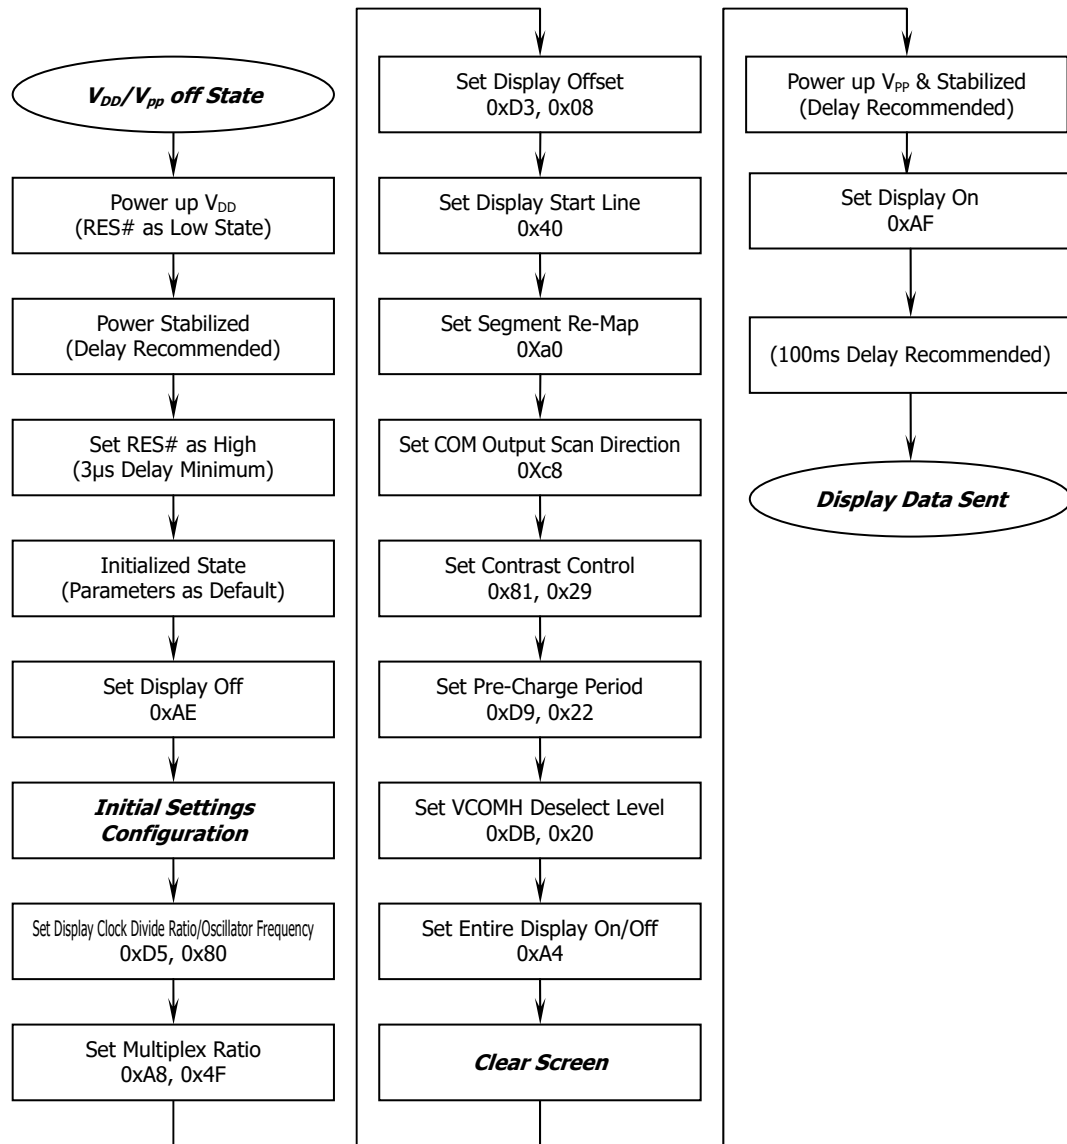 V_DD/V_pp off State
Power up V_DD
(RES# as Low State)
Power Stabilized
(Delay Recommended)
Set RES# as High
(3µs Delay Minimum)
Initialized State
(Parameters as Default)
Set Display Off
0xAE
Initial Settings
Configuration
Set Display Clock Divide Ratio/Oscillator Frequency
0xD5, 0x80
Set Multiplex Ratio
0xA8, 0x4F
Set Display Offset
0xD3, 0x08
Set Display Start Line
0x40
Set Segment Re-Map
0Xa0
Set COM Output Scan Direction
0Xc8
Set Contrast Control
0x81, 0x29
Set Pre-Charge Period
0xD9, 0x22
Set VCOMH Deselect Level
0xDB, 0x20
Set Entire Display On/Off
0xA4
Clear Screen
Power up V_PP & Stabilized
(Delay Recommended)
Set Display On
0xAF
(100ms Delay Recommended)
Display Data Sent